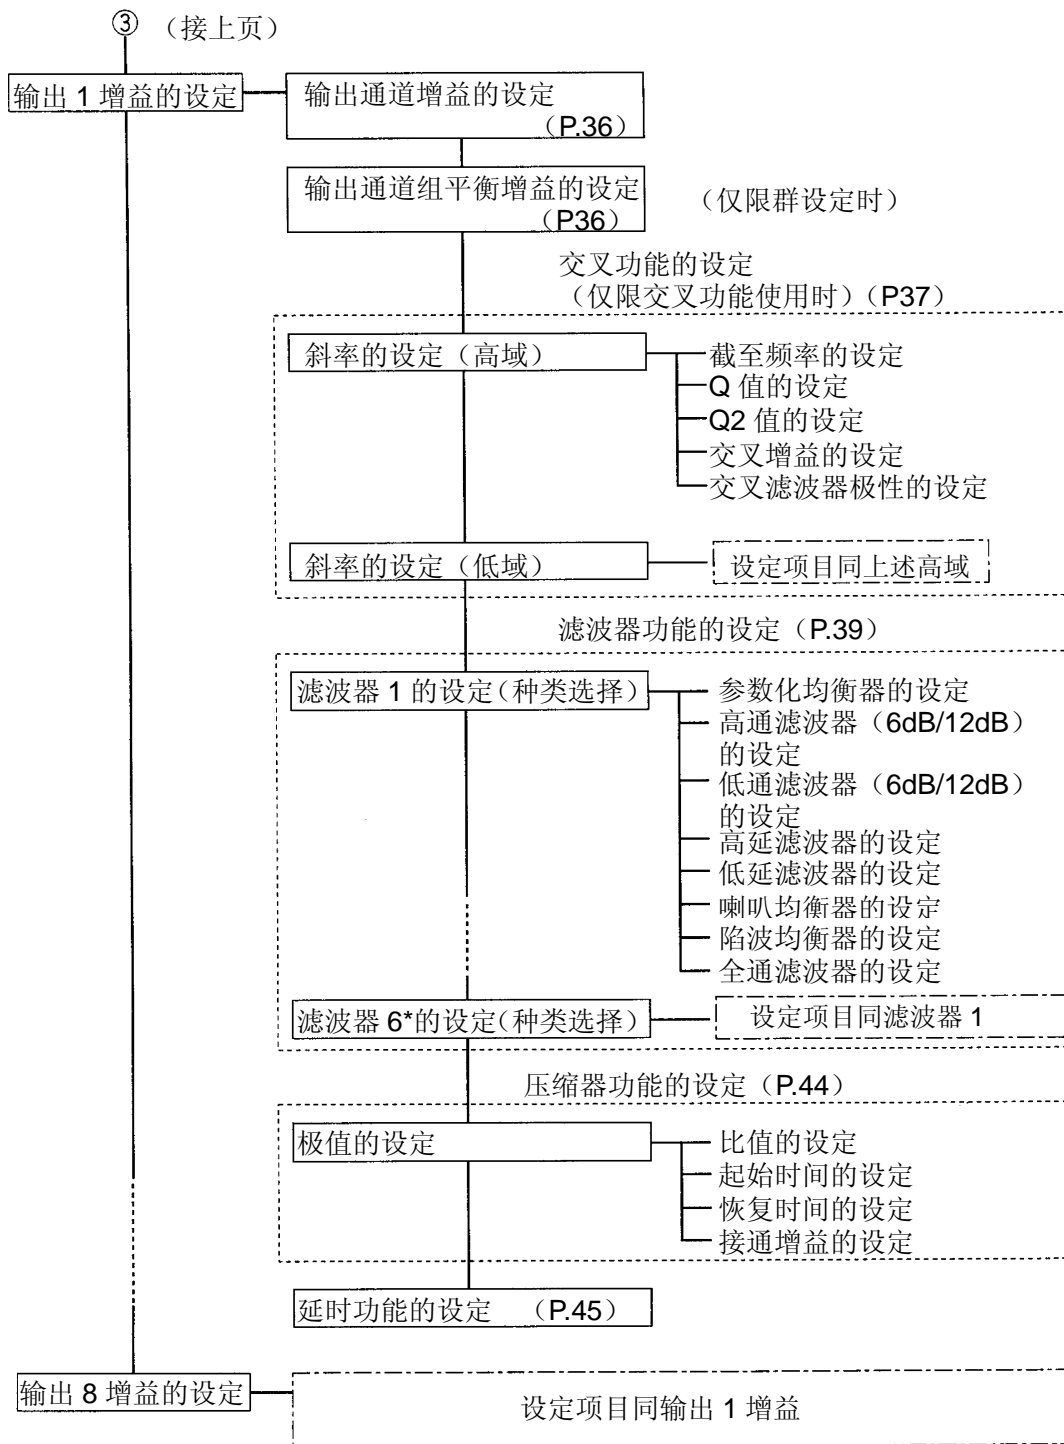 ③ （接上页）
输出 1 增益的设定
输出通道增益的设定
（P.36）
输出通道组平衡增益的设定
（P36）
（仅限群设定时）
交叉功能的设定
（仅限交叉功能使用时）（P37）
斜率的设定（高域）
截至频率的设定
Q 值的设定
Q2 值的设定
交叉增益的设定
交叉滤波器极性的设定
斜率的设定（低域）
设定项目同上述高域
滤波器功能的设定（P.39）
滤波器 1 的设定（种类选择）
参数化均衡器的设定
高通滤波器（6dB/12dB）
的设定
低通滤波器（6dB/12dB）
的设定
高延滤波器的设定
低延滤波器的设定
喇叭均衡器的设定
陷波均衡器的设定
全通滤波器的设定
滤波器 6*的设定（种类选择）
设定项目同滤波器 1
压缩器功能的设定（P.44）
极值的设定
比值的设定
起始时间的设定
恢复时间的设定
接通增益的设定
延时功能的设定 （P.45）
输出 8 增益的设定
设定项目同输出 1 增益